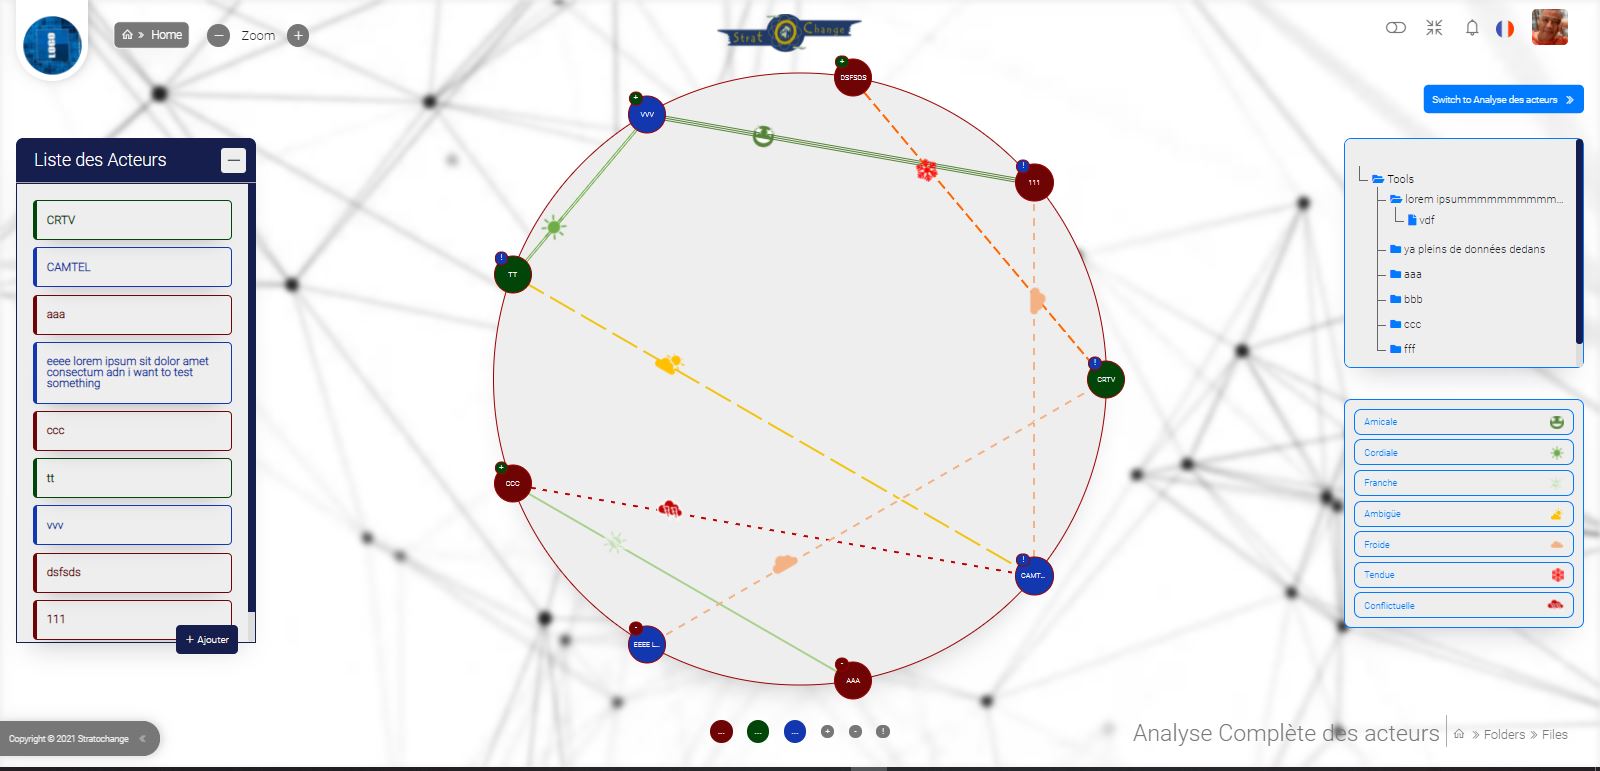 LOGO
Home
Zoom
Strat Change
Switch to Analyse des acteurs
Liste des Acteurs
CRTV
CAMTEL
aaa
eeee lorem ipsum sit dolor amet
consectum adn i want to test
something
ccc
tt
vvv
dsfsds
111
+ Ajouter
DSFSDS
VVV
111
TT
CRTV
CCC
CAMT...
EEEE L...
AAA
Tools
lorem ipsummmmmmmmmmm...
vdf
ya pleins de données dedans
aaa
bbb
ccc
fff
Amicale
Cordiale
Franche
Ambigüe
Froide
Tendue
Conflictuelle
... ... ... + - !
Copyright © 2021 Stratochange
Analyse Complète des acteurs
Folders » Files